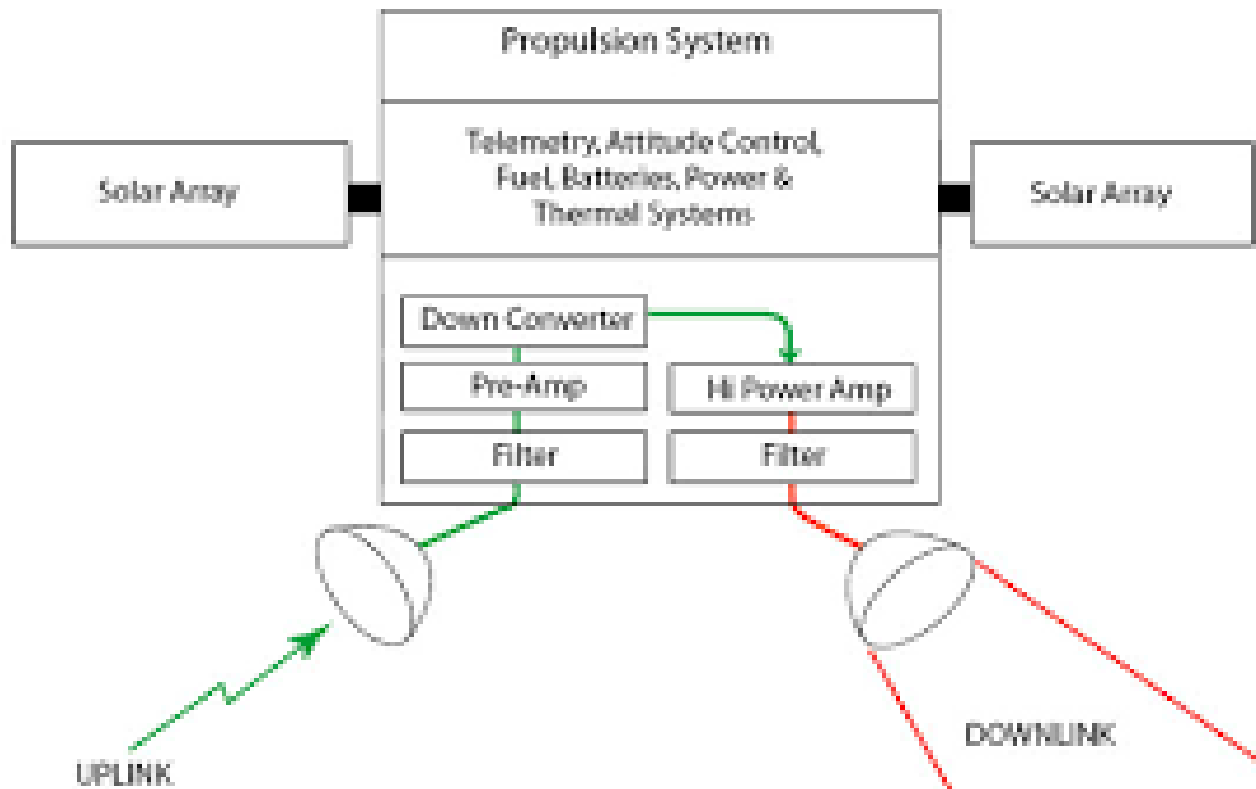 Propulsion System
Telemetry, Attitude Control,
Fuel, Batteries, Power &
Thermal Systems
Solar Array
Solar Array
Down Converter
Pre-Amp
Hi Power Amp
Filter
Filter
UPLINK
DOWNLINK